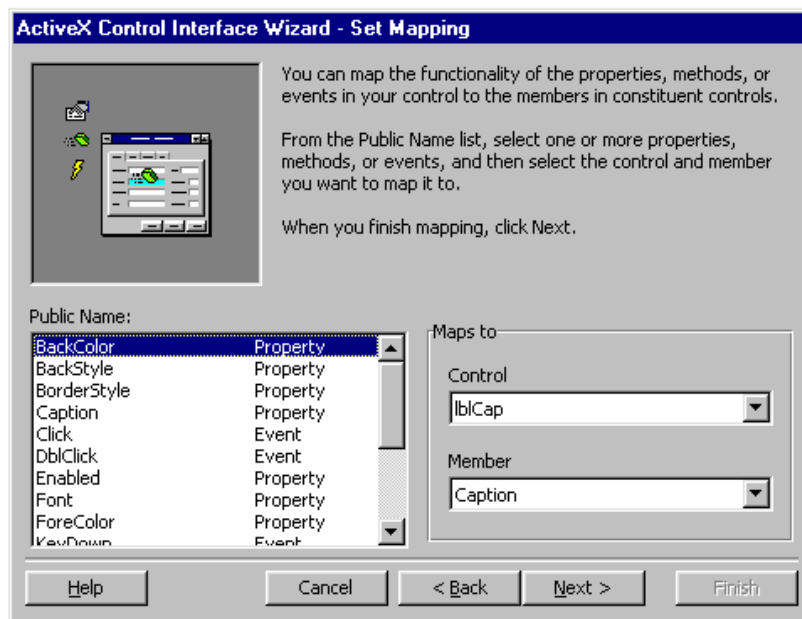 ActiveX Control Interface Wizard - Set Mapping
You can map the functionality of the properties, methods, or
events in your control to the members in constituent controls.
From the Public Name list, select one or more properties,
methods, or events, and then select the control and member
you want to map it to.
When you finish mapping, click Next.
Public Name:
BackColor Property
BackStyle Property
BorderStyle Property
Caption Property
Click Event
DblClick Event
Enabled Property
Font Property
ForeColor Property
KeyDown Event
Maps to
Control
lblCap
Member
Caption
Help
Cancel
< Back
Next >
Finish